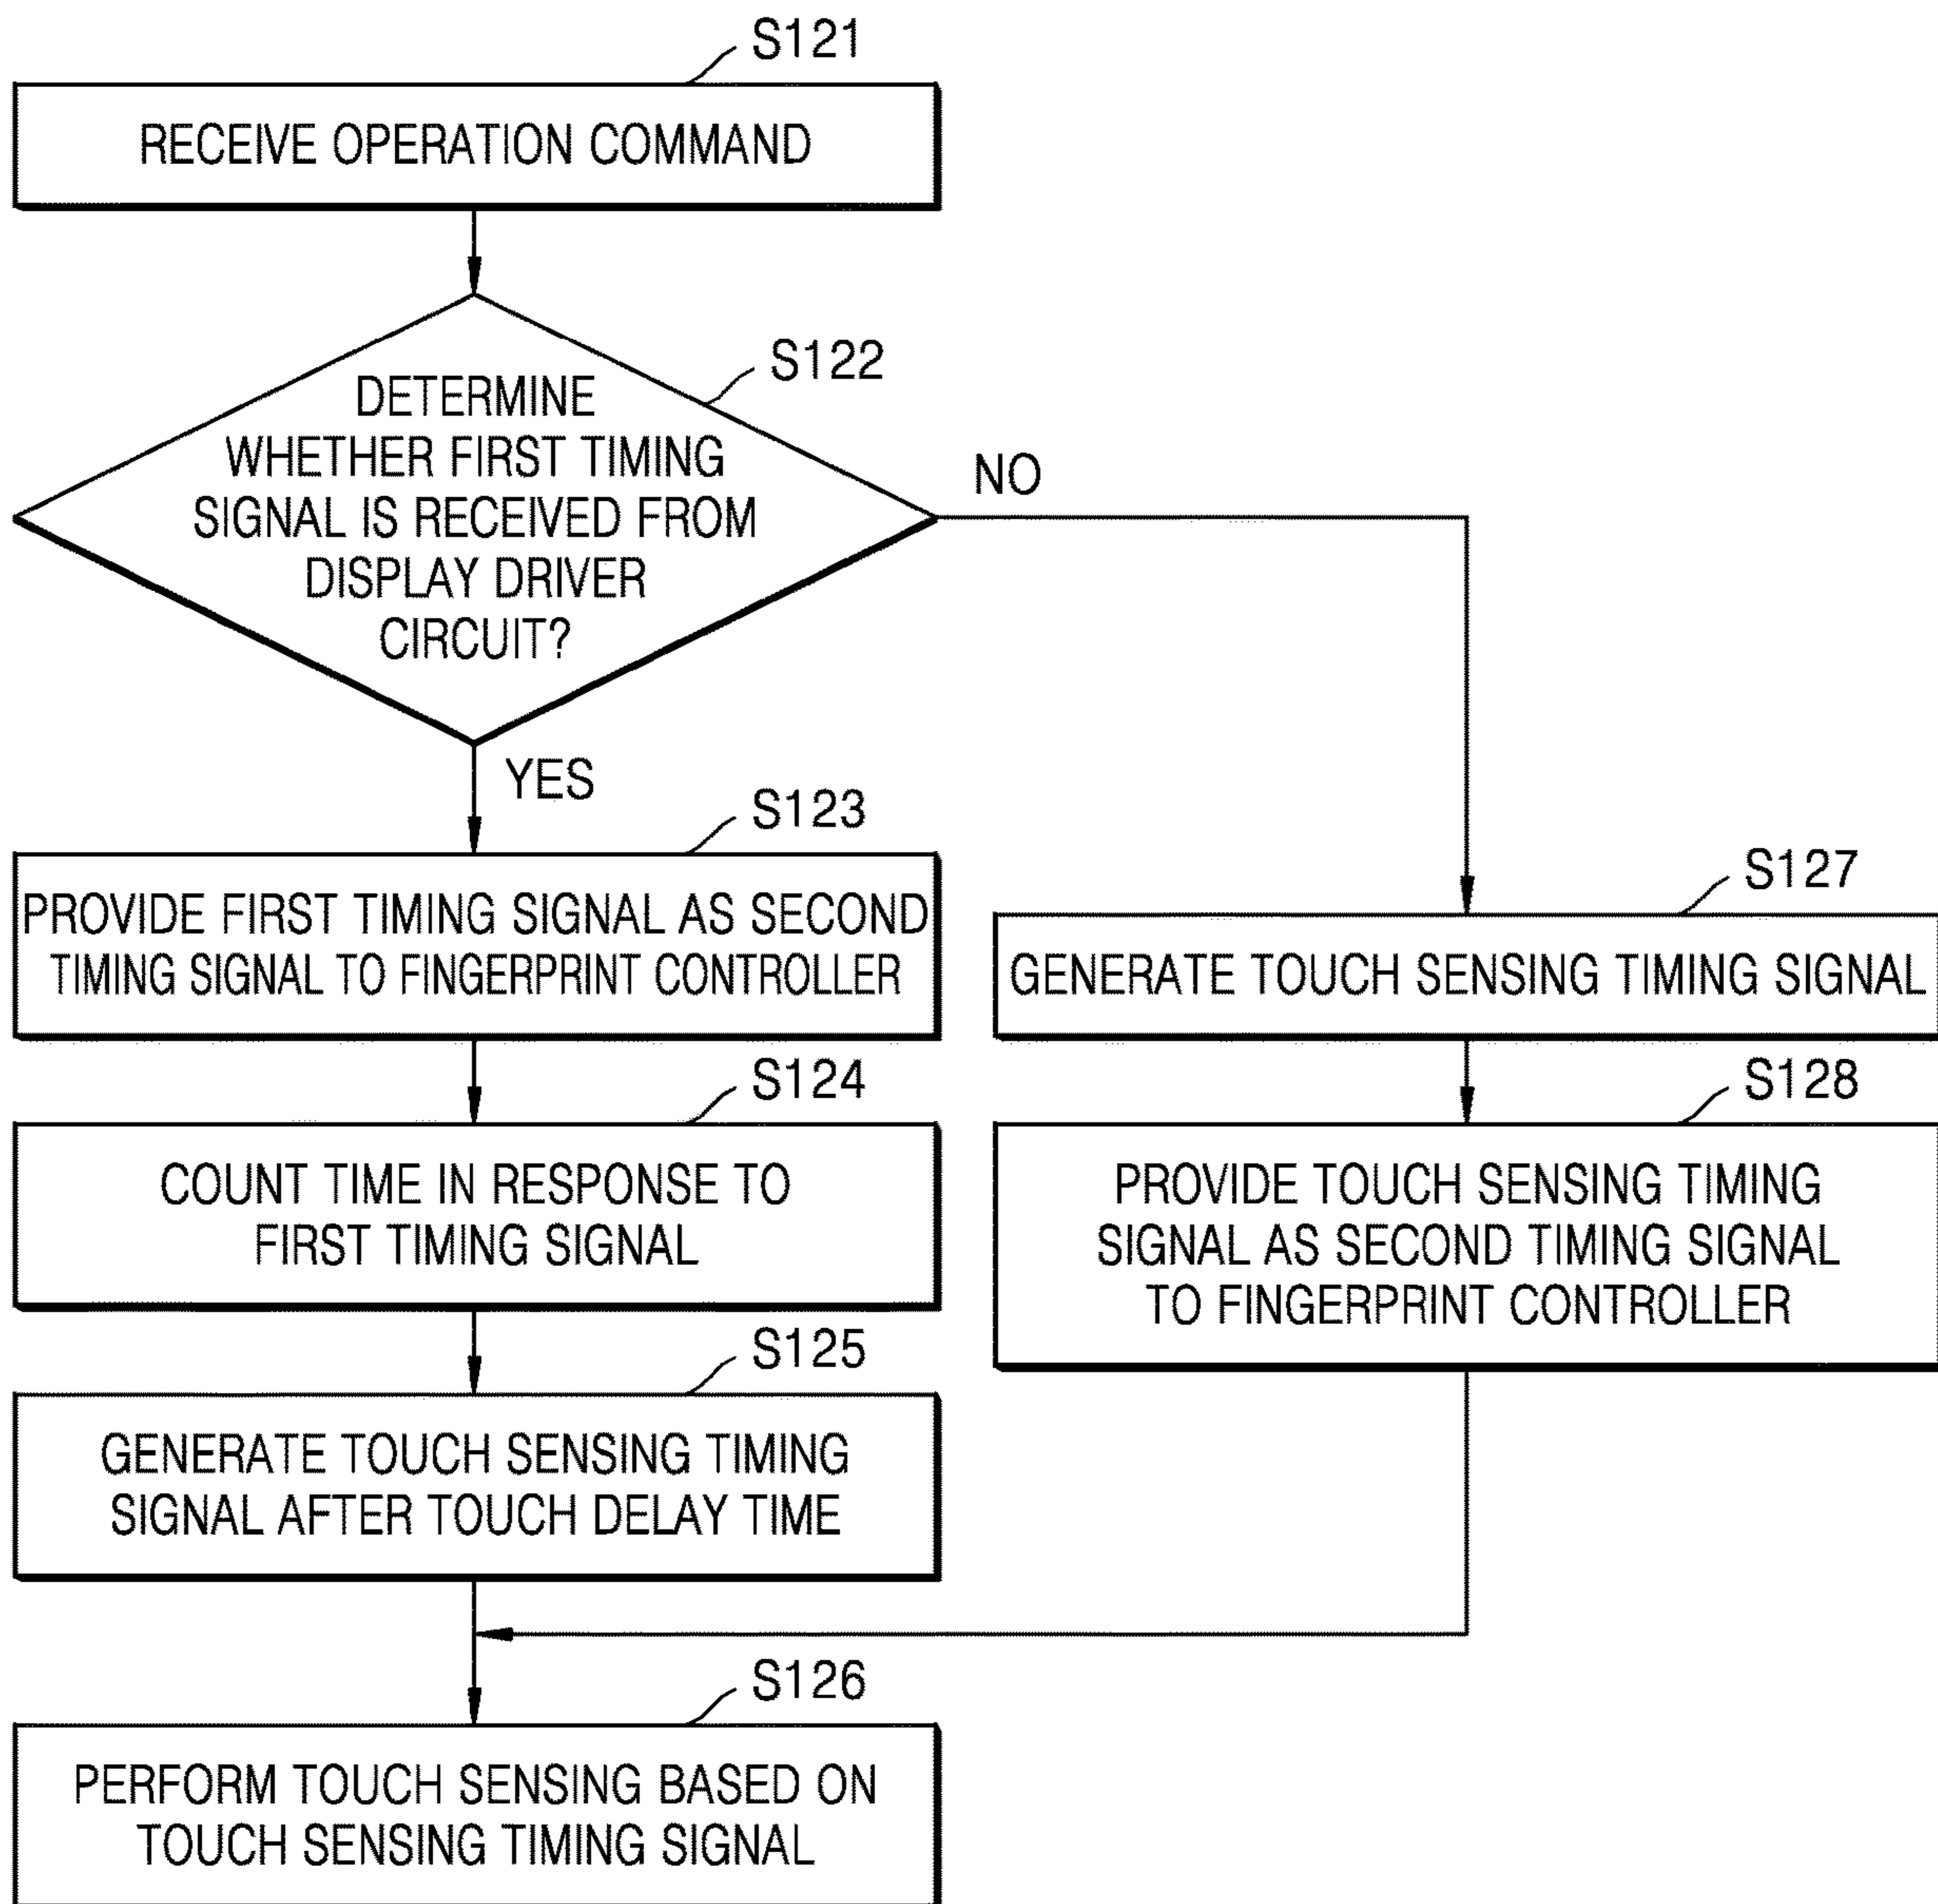 S121
RECEIVE OPERATION COMMAND
S122
DETERMINE
WHETHER FIRST TIMING
SIGNAL IS RECEIVED FROM
DISPLAY DRIVER
CIRCUIT?
NO
YES
S123
PROVIDE FIRST TIMING SIGNAL AS SECOND
TIMING SIGNAL TO FINGERPRINT CONTROLLER
S124
COUNT TIME IN RESPONSE TO
FIRST TIMING SIGNAL
S125
GENERATE TOUCH SENSING TIMING
SIGNAL AFTER TOUCH DELAY TIME
S127
GENERATE TOUCH SENSING TIMING SIGNAL
S128
PROVIDE TOUCH SENSING TIMING
SIGNAL AS SECOND TIMING SIGNAL
TO FINGERPRINT CONTROLLER
S126
PERFORM TOUCH SENSING BASED ON
TOUCH SENSING TIMING SIGNAL